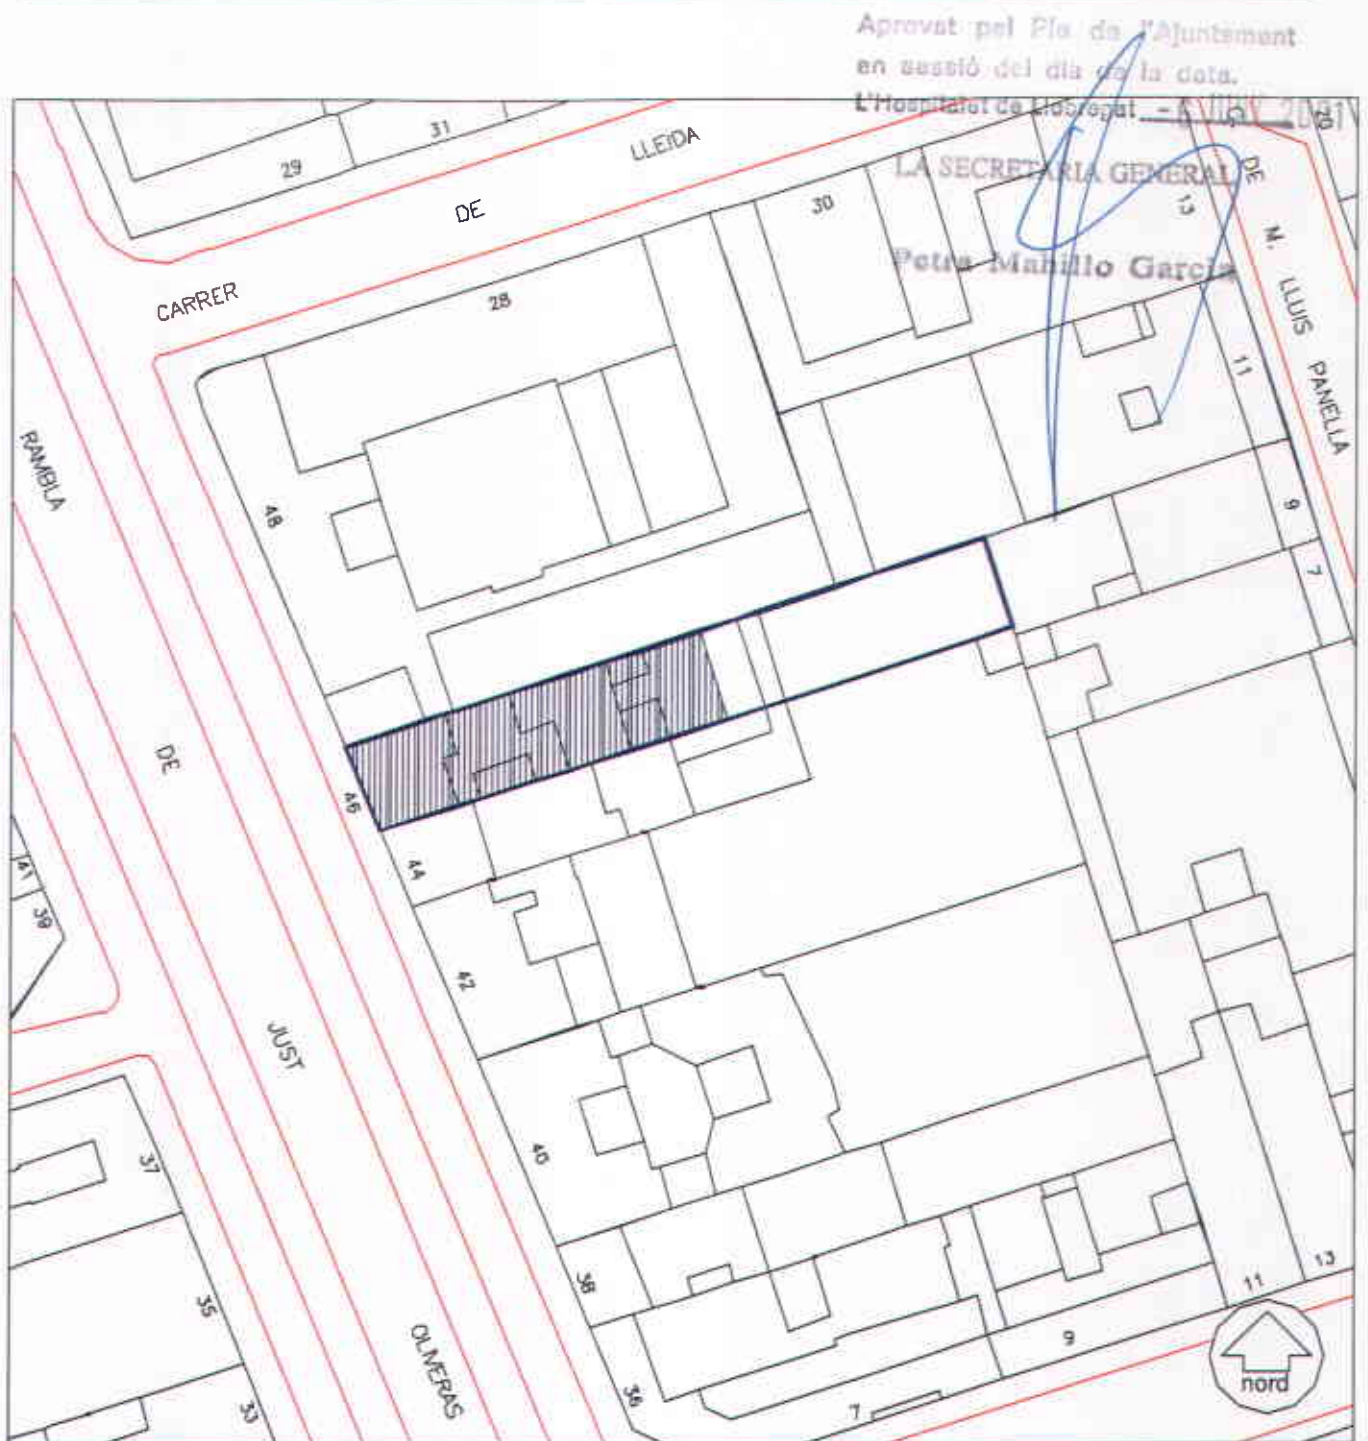 Aprovat pel Ple de l'Ajuntament
en sessió del dia de la data.
L'Hospitalet de Llobregat - 6 2001
LA SECRETARIA GENERAL
Petra Mahillo García
29
31
CARRER DE LLEIDA
28
30
13
DE M. LLUIS PANELLA
11
9
7
RAMBLA DE JUST OLIVERAS
48
46
44
42
40
38
36
41
39
37
35
33
7
9
11
13
nord